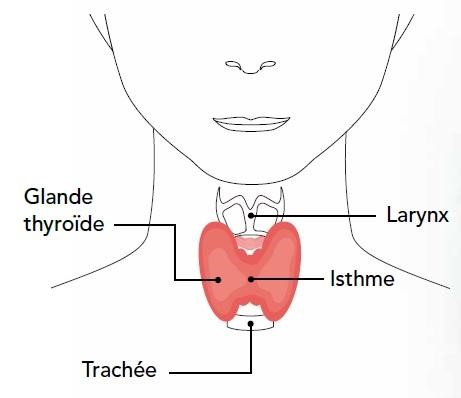 Glande
thyroïde
Larynx
Isthme
Trachée